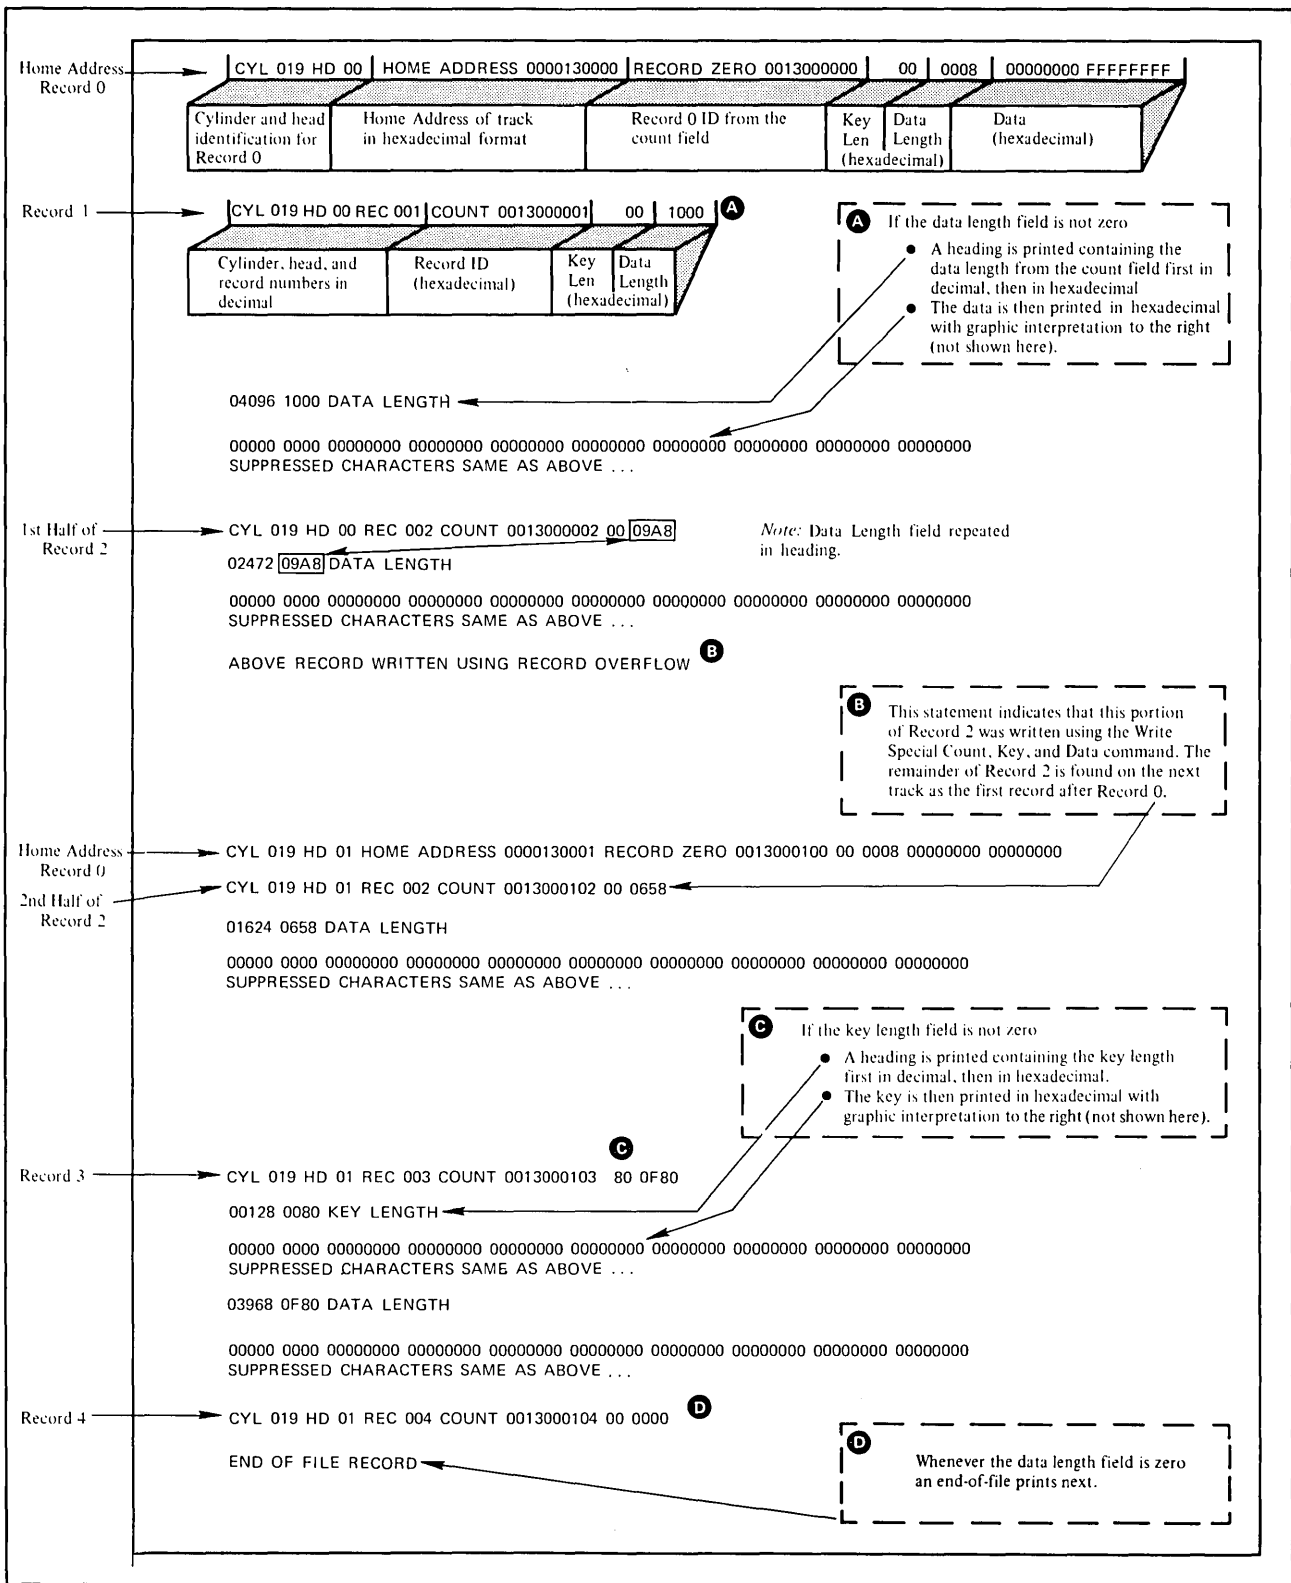 Home Address
Record 0
CYL 019 HD 00 HOME ADDRESS 0000130000 RECORD ZERO 0013000000 00 0008 00000000 FFFFFFFF
Cylinder and head
identification for
Record 0
Home Address of track
in hexadecimal format
Record 0 ID from the
count field
Key
Len
Data
Length
(hexadecimal)
Data
(hexadecimal)
Record 1
CYL 019 HD 00 REC 001 COUNT 0013000001 00 1000 A
Cylinder, head, and
record numbers in
decimal
Record ID
(hexadecimal)
Key
Len
Data
Length
(hexadecimal)
A If the data length field is not zero
● A heading is printed containing the
data length from the count field first in
decimal, then in hexadecimal
● The data is then printed in hexadecimal
with graphic interpretation to the right
(not shown here).
04096 1000 DATA LENGTH
00000 0000 00000000 00000000 00000000 00000000 00000000 00000000 00000000 00000000
SUPPRESSED CHARACTERS SAME AS ABOVE ...
1st Half of
Record 2
CYL 019 HD 00 REC 002 COUNT 0013000002 00 09A8
Note: Data Length field repeated
in heading.
02472 09A8 DATA LENGTH
00000 0000 00000000 00000000 00000000 00000000 00000000 00000000 00000000 00000000
SUPPRESSED CHARACTERS SAME AS ABOVE ...
ABOVE RECORD WRITTEN USING RECORD OVERFLOW B
B This statement indicates that this portion
of Record 2 was written using the Write
Special Count, Key, and Data command. The
remainder of Record 2 is found on the next
track as the first record after Record 0.
Home Address
Record 0
CYL 019 HD 01 HOME ADDRESS 0000130001 RECORD ZERO 0013000100 00 0008 00000000 00000000
2nd Half of
Record 2
CYL 019 HD 01 REC 002 COUNT 0013000102 00 0658
01624 0658 DATA LENGTH
00000 0000 00000000 00000000 00000000 00000000 00000000 00000000 00000000 00000000
SUPPRESSED CHARACTERS SAME AS ABOVE ...
C If the key length field is not zero
● A heading is printed containing the key length
first in decimal, then in hexadecimal.
● The key is then printed in hexadecimal with
graphic interpretation to the right (not shown here).
C
Record 3
CYL 019 HD 01 REC 003 COUNT 0013000103 80 0F80
00128 0080 KEY LENGTH
00000 0000 00000000 00000000 00000000 00000000 00000000 00000000 00000000 00000000
SUPPRESSED CHARACTERS SAME AS ABOVE ...
03968 0F80 DATA LENGTH
00000 0000 00000000 00000000 00000000 00000000 00000000 00000000 00000000 00000000
SUPPRESSED CHARACTERS SAME AS ABOVE ...
Record 4
CYL 019 HD 01 REC 004 COUNT 0013000104 00 0000 D
END OF FILE RECORD
D Whenever the data length field is zero
an end-of-file prints next.